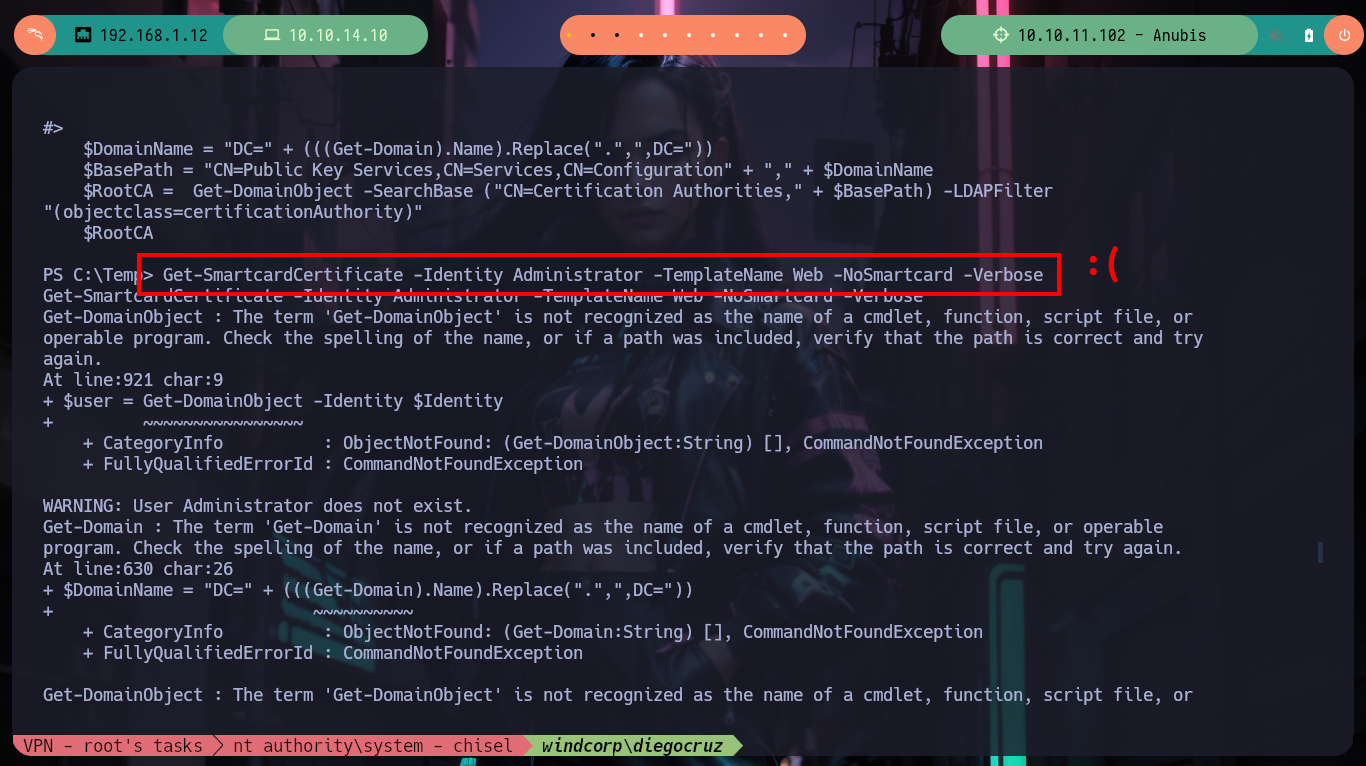 192.168.1.12
10.10.14.10
10.10.11.102 - Anubis
#>
$DomainName = "DC=" + (((Get-Domain).Name).Replace(".",",DC="))
$BasePath = "CN=Public Key Services,CN=Services,CN=Configuration" + "," + $DomainName
$RootCA =  Get-DomainObject -SearchBase ("CN=Certification Authorities," + $BasePath) -LDAPFilter
"(objectclass=certificationAuthority)"
$RootCA
PS C:\Temp> Get-SmartcardCertificate -Identity Administrator -TemplateName Web -NoSmartcard -Verbose
:(
Get-SmartcardCertificate -Identity Administrator -TemplateName Web -NoSmartcard -Verbose
Get-DomainObject : The term 'Get-DomainObject' is not recognized as the name of a cmdlet, function, script file, or
operable program. Check the spelling of the name, or if a path was included, verify that the path is correct and try
again.
At line:921 char:9
+ $user = Get-DomainObject -Identity $Identity
+         ~~~~~~~~~~~~~~~~
+ CategoryInfo          : ObjectNotFound: (Get-DomainObject:String) [], CommandNotFoundException
+ FullyQualifiedErrorId : CommandNotFoundException
WARNING: User Administrator does not exist.
Get-Domain : The term 'Get-Domain' is not recognized as the name of a cmdlet, function, script file, or operable
program. Check the spelling of the name, or if a path was included, verify that the path is correct and try again.
At line:630 char:26
+ $DomainName = "DC=" + (((Get-Domain).Name).Replace(".",",DC="))
+                          ~~~~~~~~~~
+ CategoryInfo          : ObjectNotFound: (Get-Domain:String) [], CommandNotFoundException
+ FullyQualifiedErrorId : CommandNotFoundException
Get-DomainObject : The term 'Get-DomainObject' is not recognized as the name of a cmdlet, function, script file, or
VPN - root's tasks
nt authority\system - chisel
windcorp\diegocruz